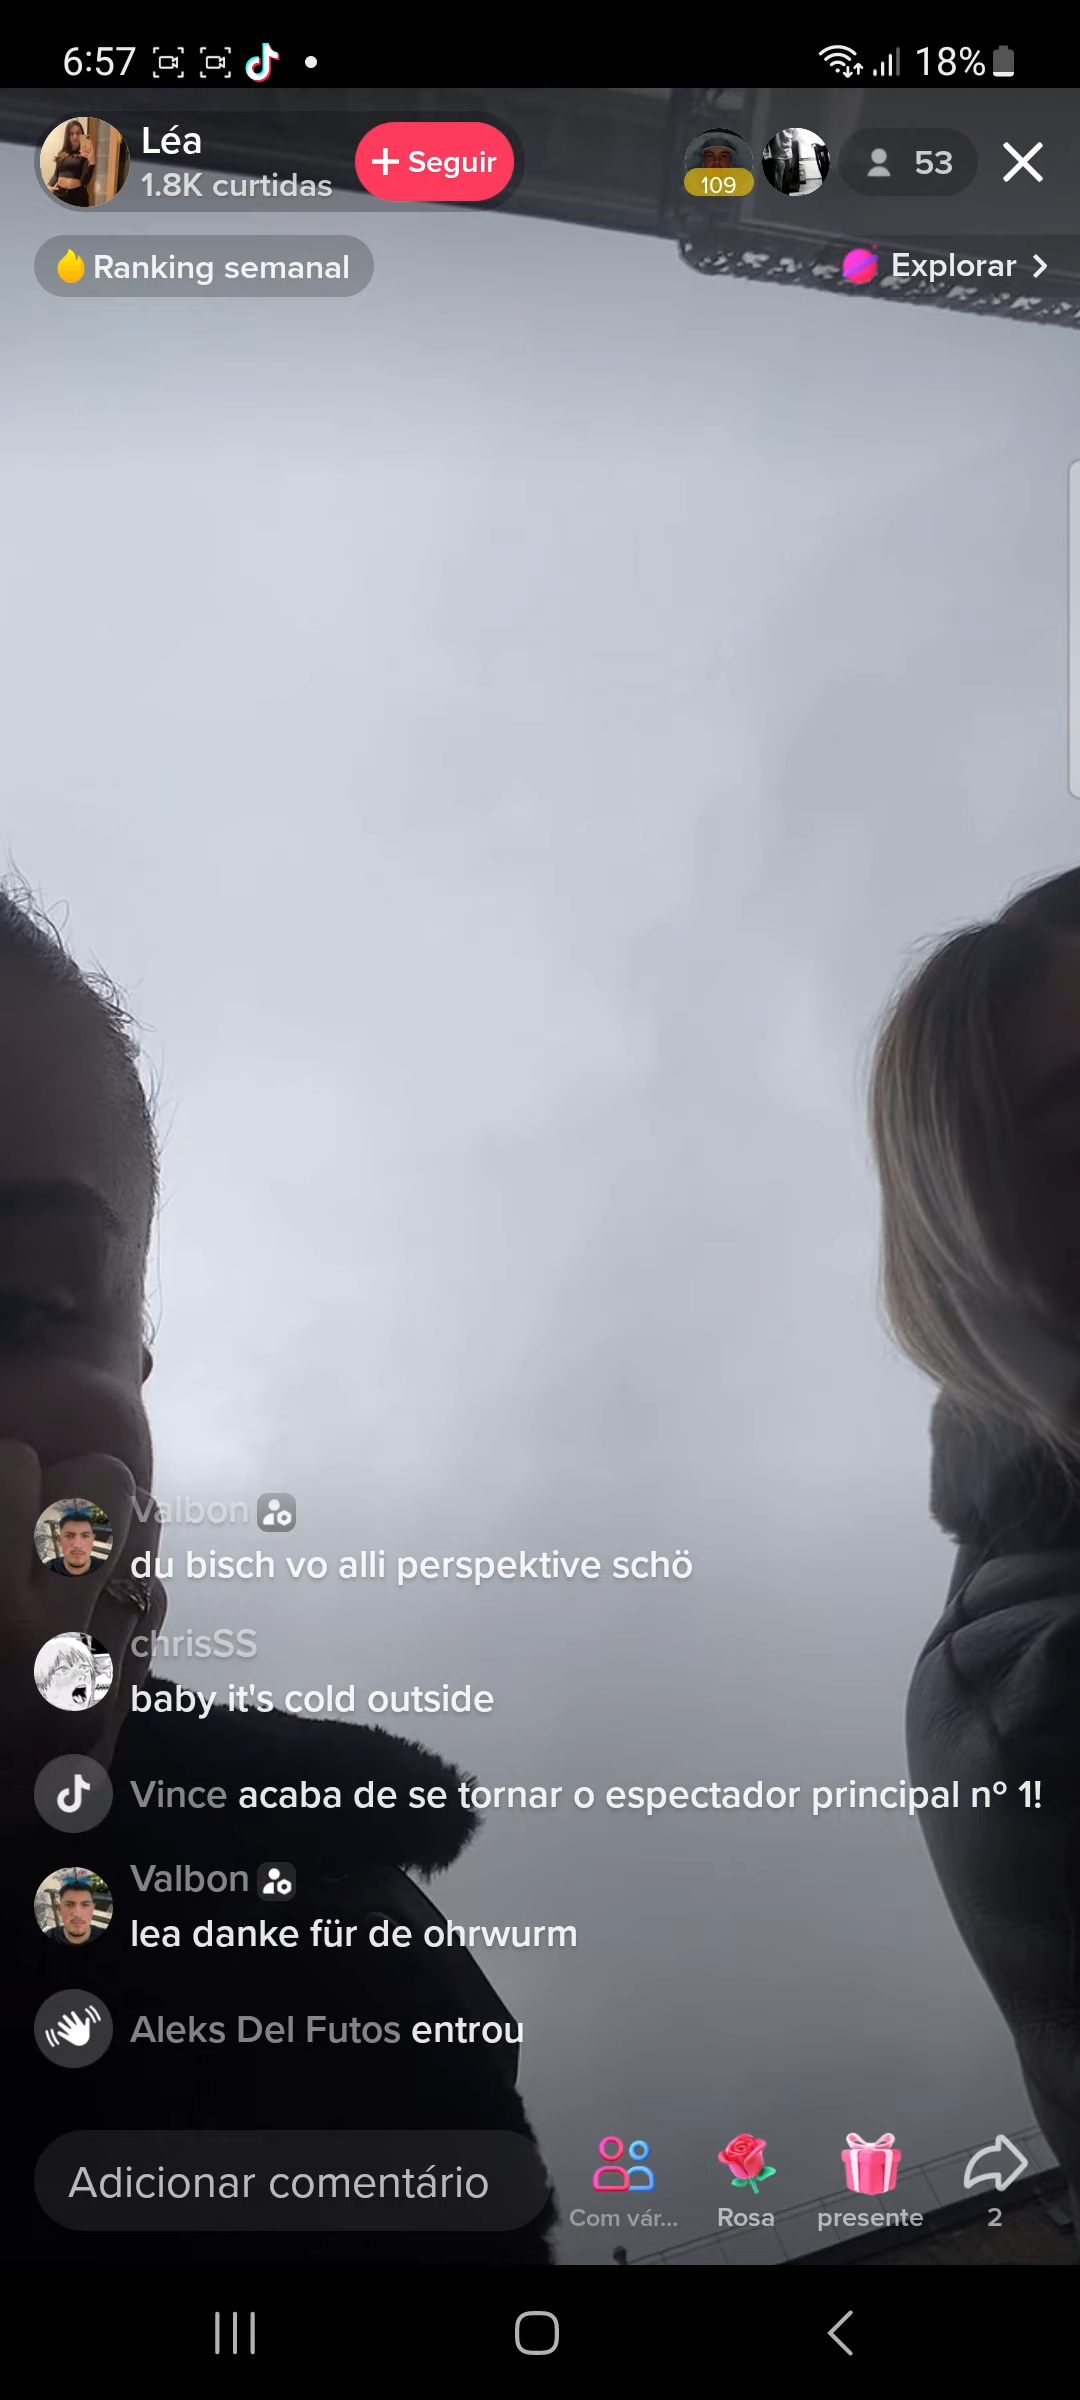 6:57
18%
Léa
1.8K curtidas
+ Seguir
109
53
Ranking semanal
Explorar
Valbon
du bisch vo alli perspektive schö
chrisSS
baby it's cold outside
Vince acaba de se tornar o espectador principal nº 1!
Valbon
lea danke für de ohrwurm
Aleks Del Futos entrou
Adicionar comentário
Com vár...
Rosa
presente
2